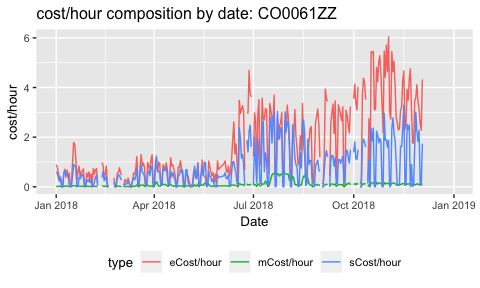 cost/hour composition by date: CO0061ZZ
6
4
2
0
cost/hour
Jan 2018 Apr 2018 Jul 2018 Oct 2018 Jan 2019
Date
type eCost/hour mCost/hour sCost/hour